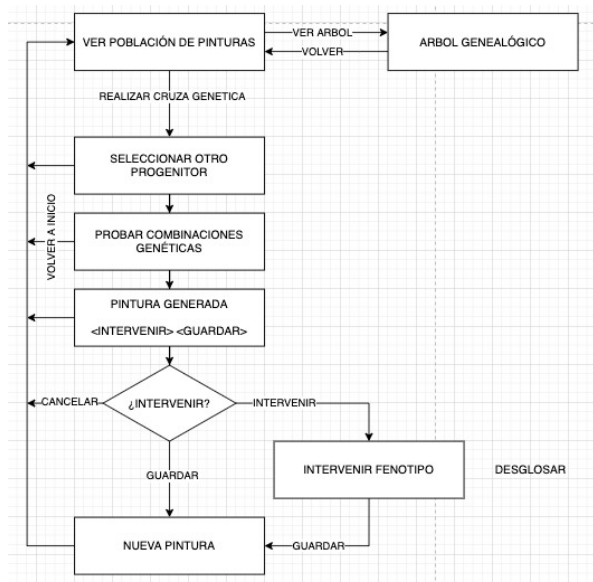 VER POBLACIÓN DE PINTURAS
VER ARBOL
VOLVER
ARBOL GENEALÓGICO
REALIZAR CRUZA GENETICA
SELECCIONAR OTRO
PROGENITOR
VOLVER A INICIO
PROBAR COMBINACIONES
GENÉTICAS
PINTURA GENERADA
<INTERVENIR> <GUARDAR>
CANCELAR
¿INTERVENIR?
INTERVENIR
GUARDAR
INTERVENIR FENOTIPO
DESGLOSAR
NUEVA PINTURA
GUARDAR